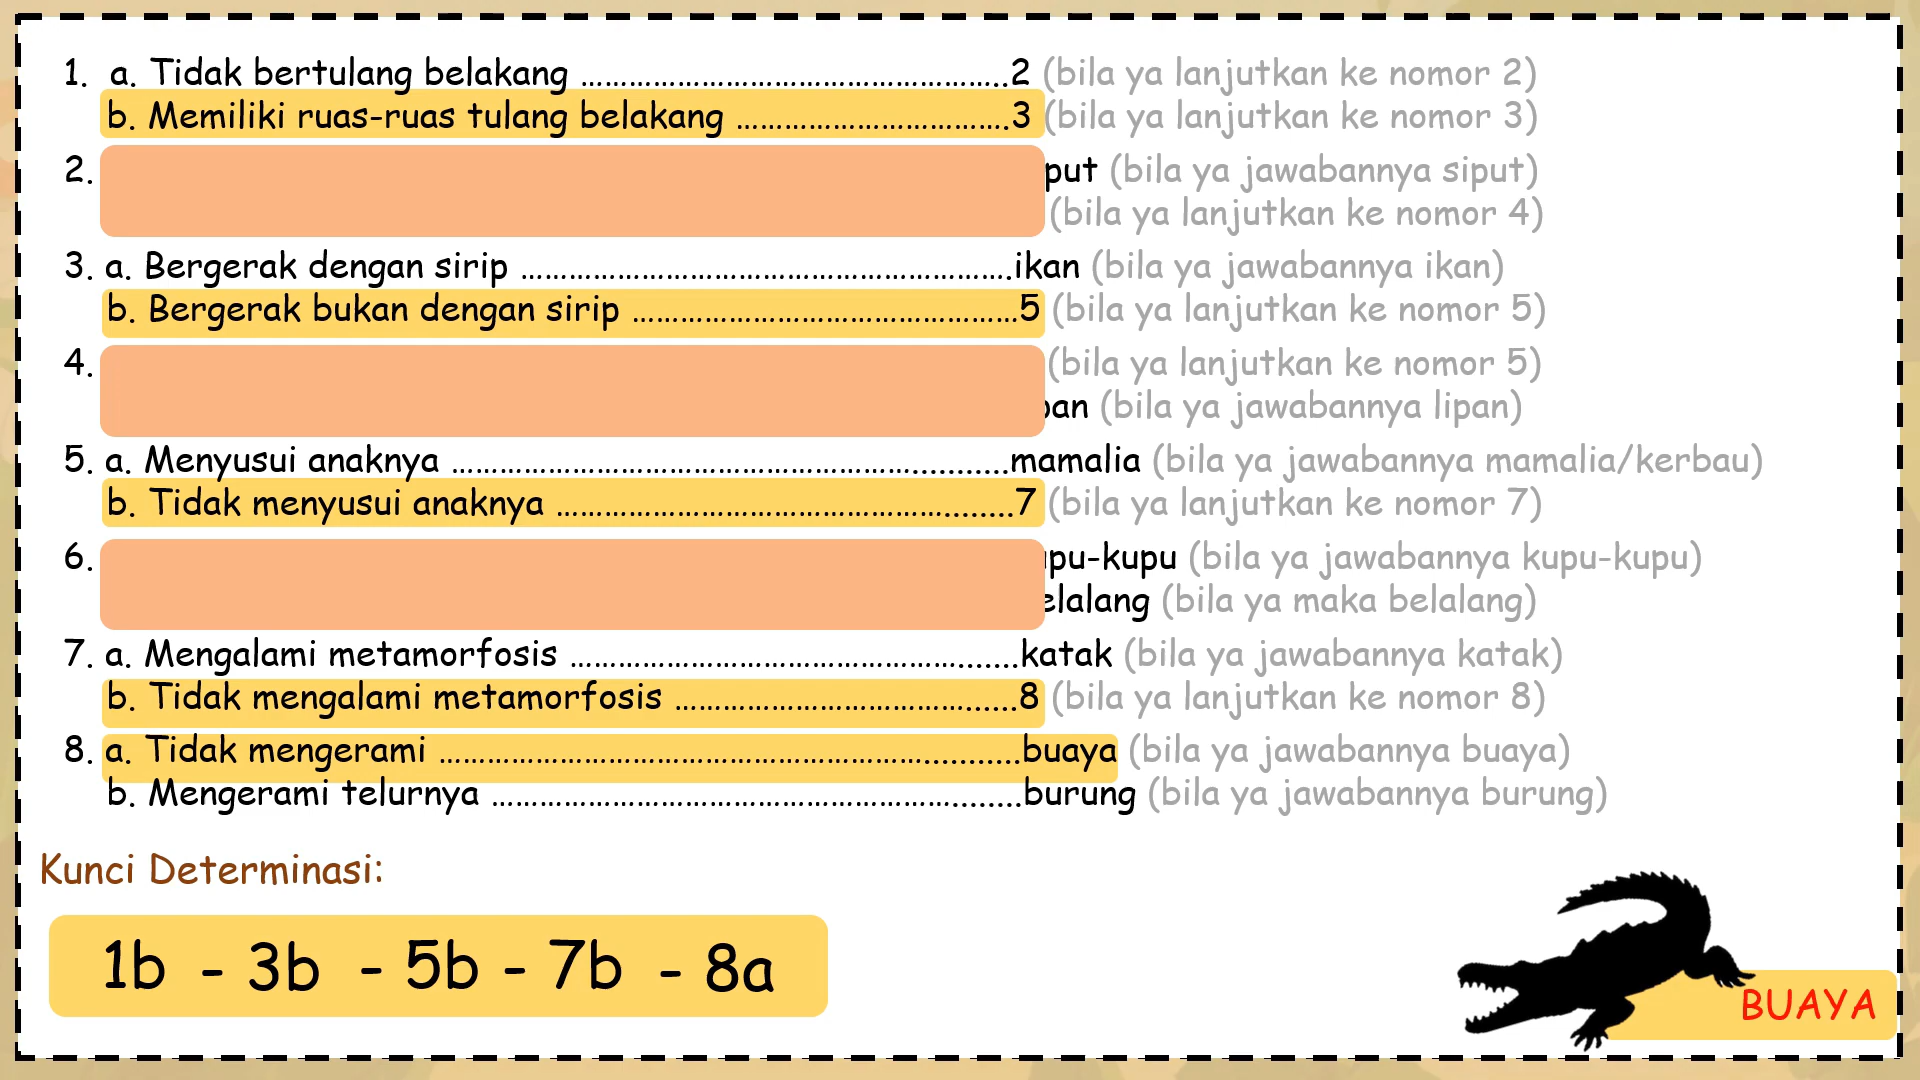 1. a. Tidak bertulang belakang ……………………………………………..2 (bila ya lanjutkan ke nomor 2)
b. Memiliki ruas-ruas tulang belakang …………………………….3 (bila ya lanjutkan ke nomor 3)
2. (bila ya jawabannya siput)
(bila ya lanjutkan ke nomor 4)
3. a. Bergerak dengan sirip …………………………………………………….ikan (bila ya jawabannya ikan)
b. Bergerak bukan dengan sirip …………………………………………5 (bila ya lanjutkan ke nomor 5)
4. (bila ya lanjutkan ke nomor 5)
(bila ya jawabannya lipan)
5. a. Menyusui anaknya …………………………………………………...........mamalia (bila ya jawabannya mamalia/kerbau)
b. Tidak menyusui anaknya …………………………………………........7 (bila ya lanjutkan ke nomor 7)
6. (bila ya jawabannya kupu-kupu)
(bila ya maka belalang)
7. a. Mengalami metamorfosis ………………………………………….......katak (bila ya jawabannya katak)
b. Tidak mengalami metamorfosis ………………………………......8 (bila ya lanjutkan ke nomor 8)
8. a. Tidak mengerami ……………………………………………………...........buaya (bila ya jawabannya buaya)
b. Mengerami telurnya …………………………………………………........burung (bila ya jawabannya burung)
Kunci Determinasi:
1b - 3b - 5b - 7b - 8a
BUAYA